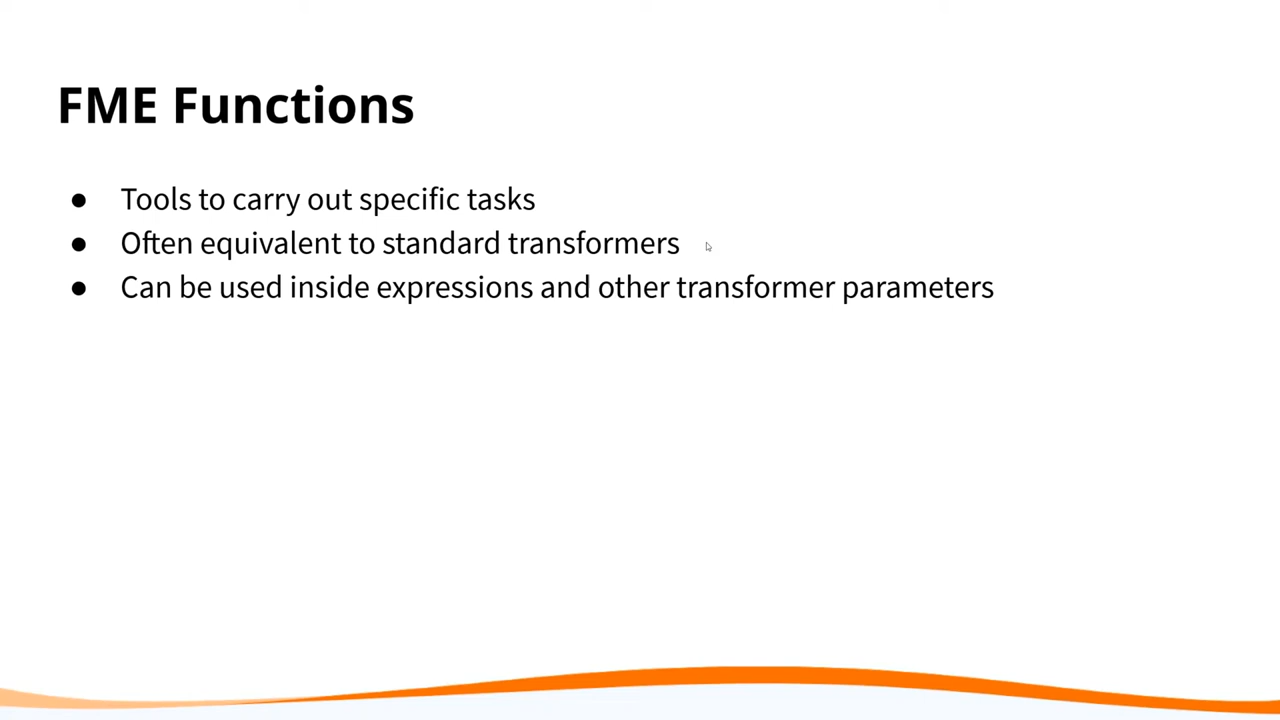 FME Functions
● Tools to carry out specific tasks
● Often equivalent to standard transformers
● Can be used inside expressions and other transformer parameters